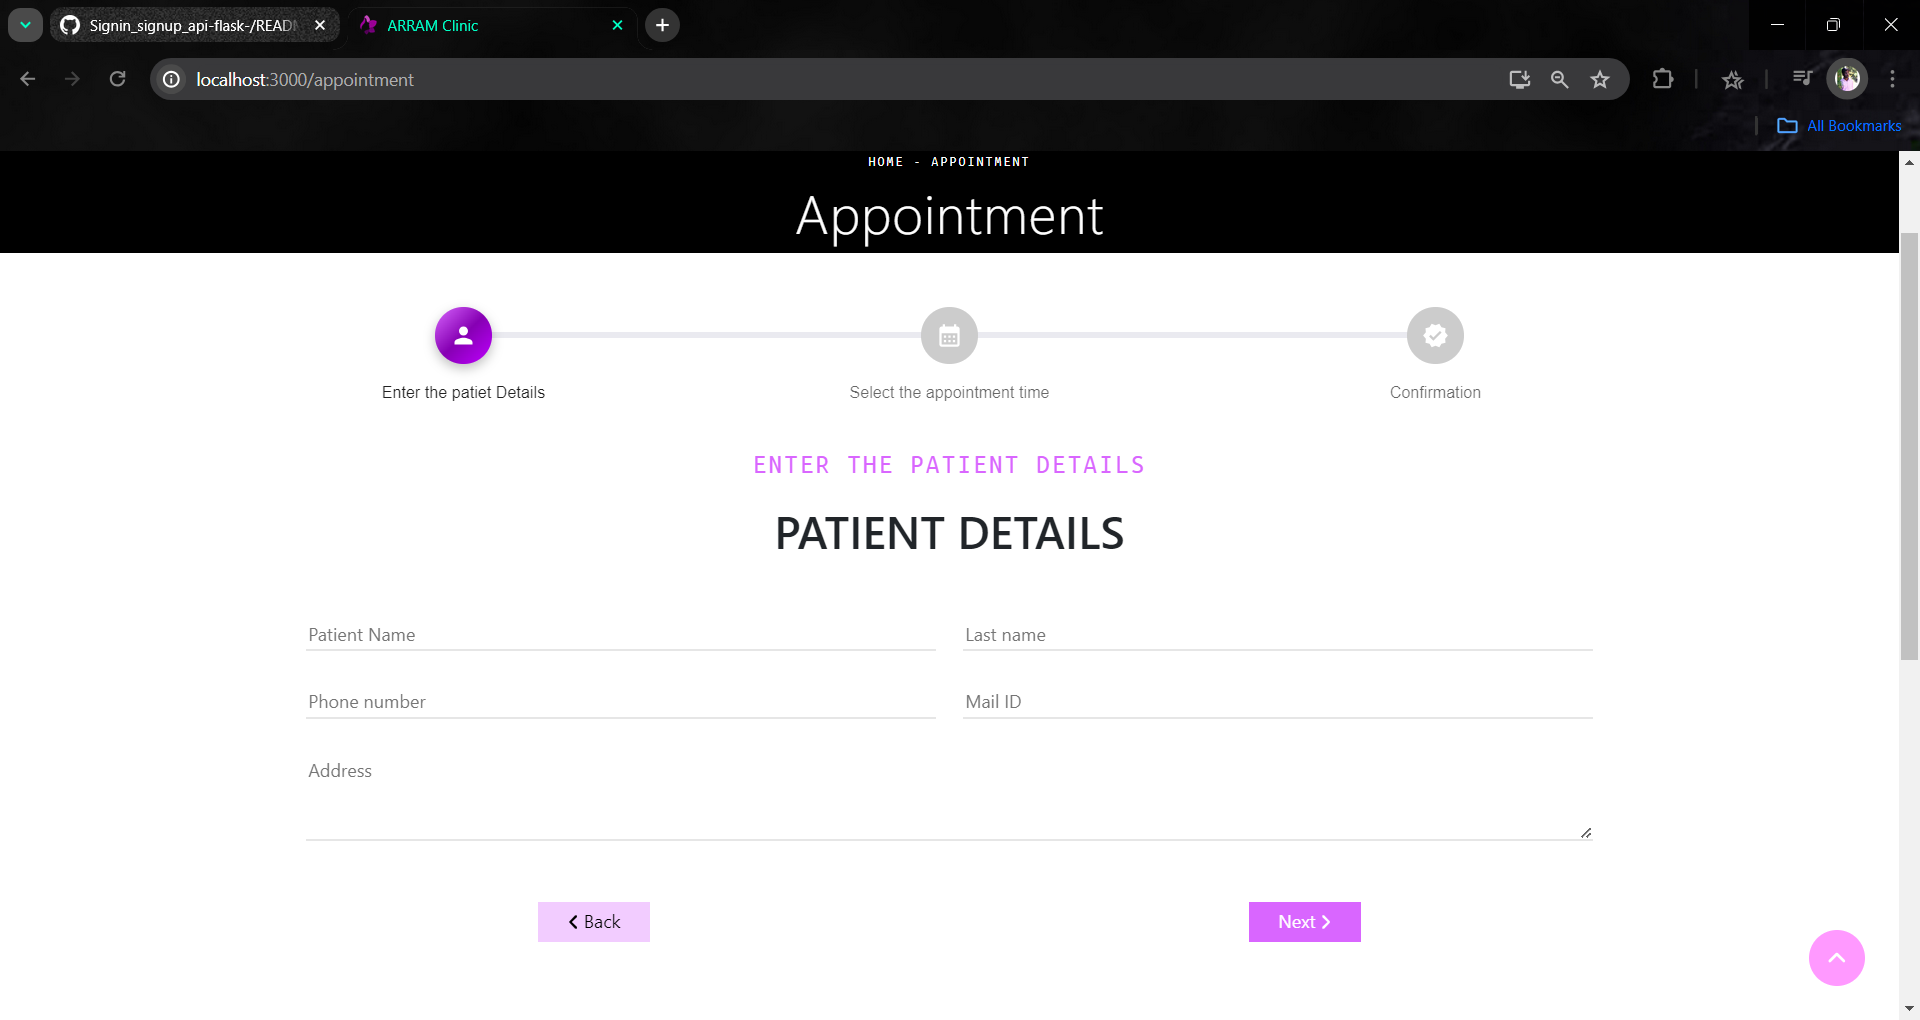 Signin_signup_api-flask-/READ
ARRAM Clinic
localhost:3000/appointment
All Bookmarks
HOME - APPOINTMENT
Appointment
Enter the patiet Details
Select the appointment time
Confirmation
ENTER THE PATIENT DETAILS
PATIENT DETAILS
Patient Name
Last name
Phone number
Mail ID
Address
Back
Next